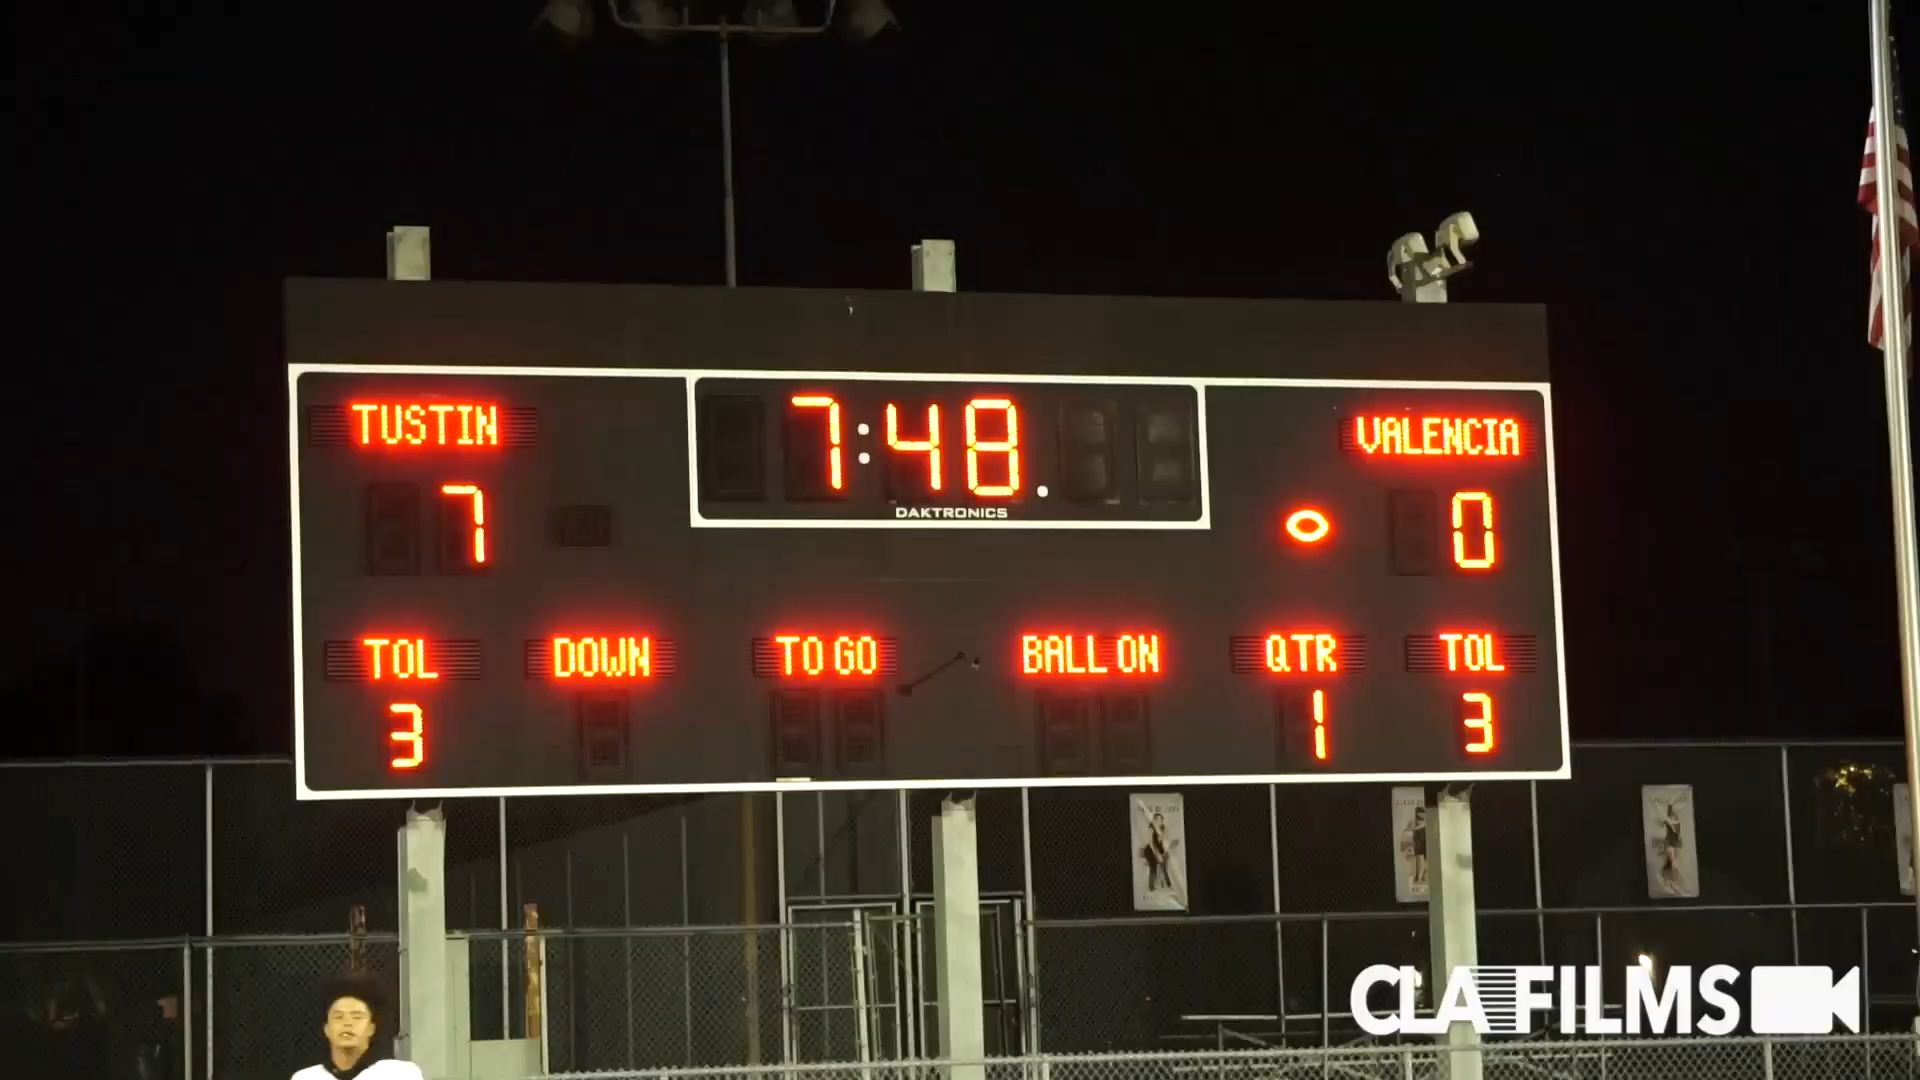 TUSTIN
7:48.
VALENCIA
DAKTRONICS
7
0
TOL
DOWN
TO GO
BALL ON
QTR
TOL
3
1
3
CLA FILMS